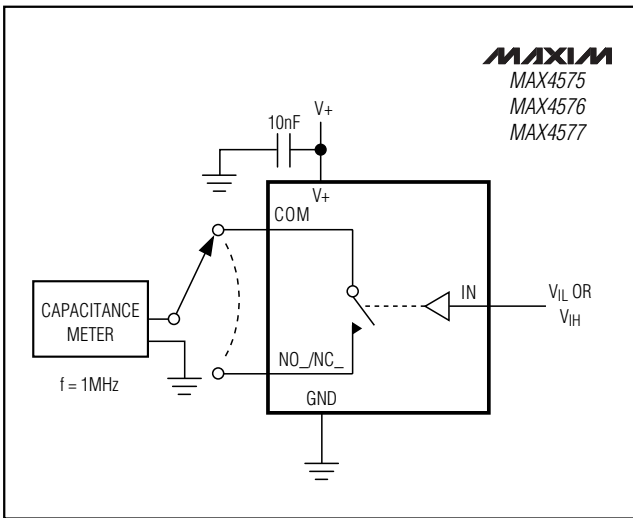 MAXIM
MAX4575
MAX4576
MAX4577
V+
10nF
V+
COM
IN
VIL OR
VIH
CAPACITANCE
METER
NO_/NC_
f = 1MHz
GND